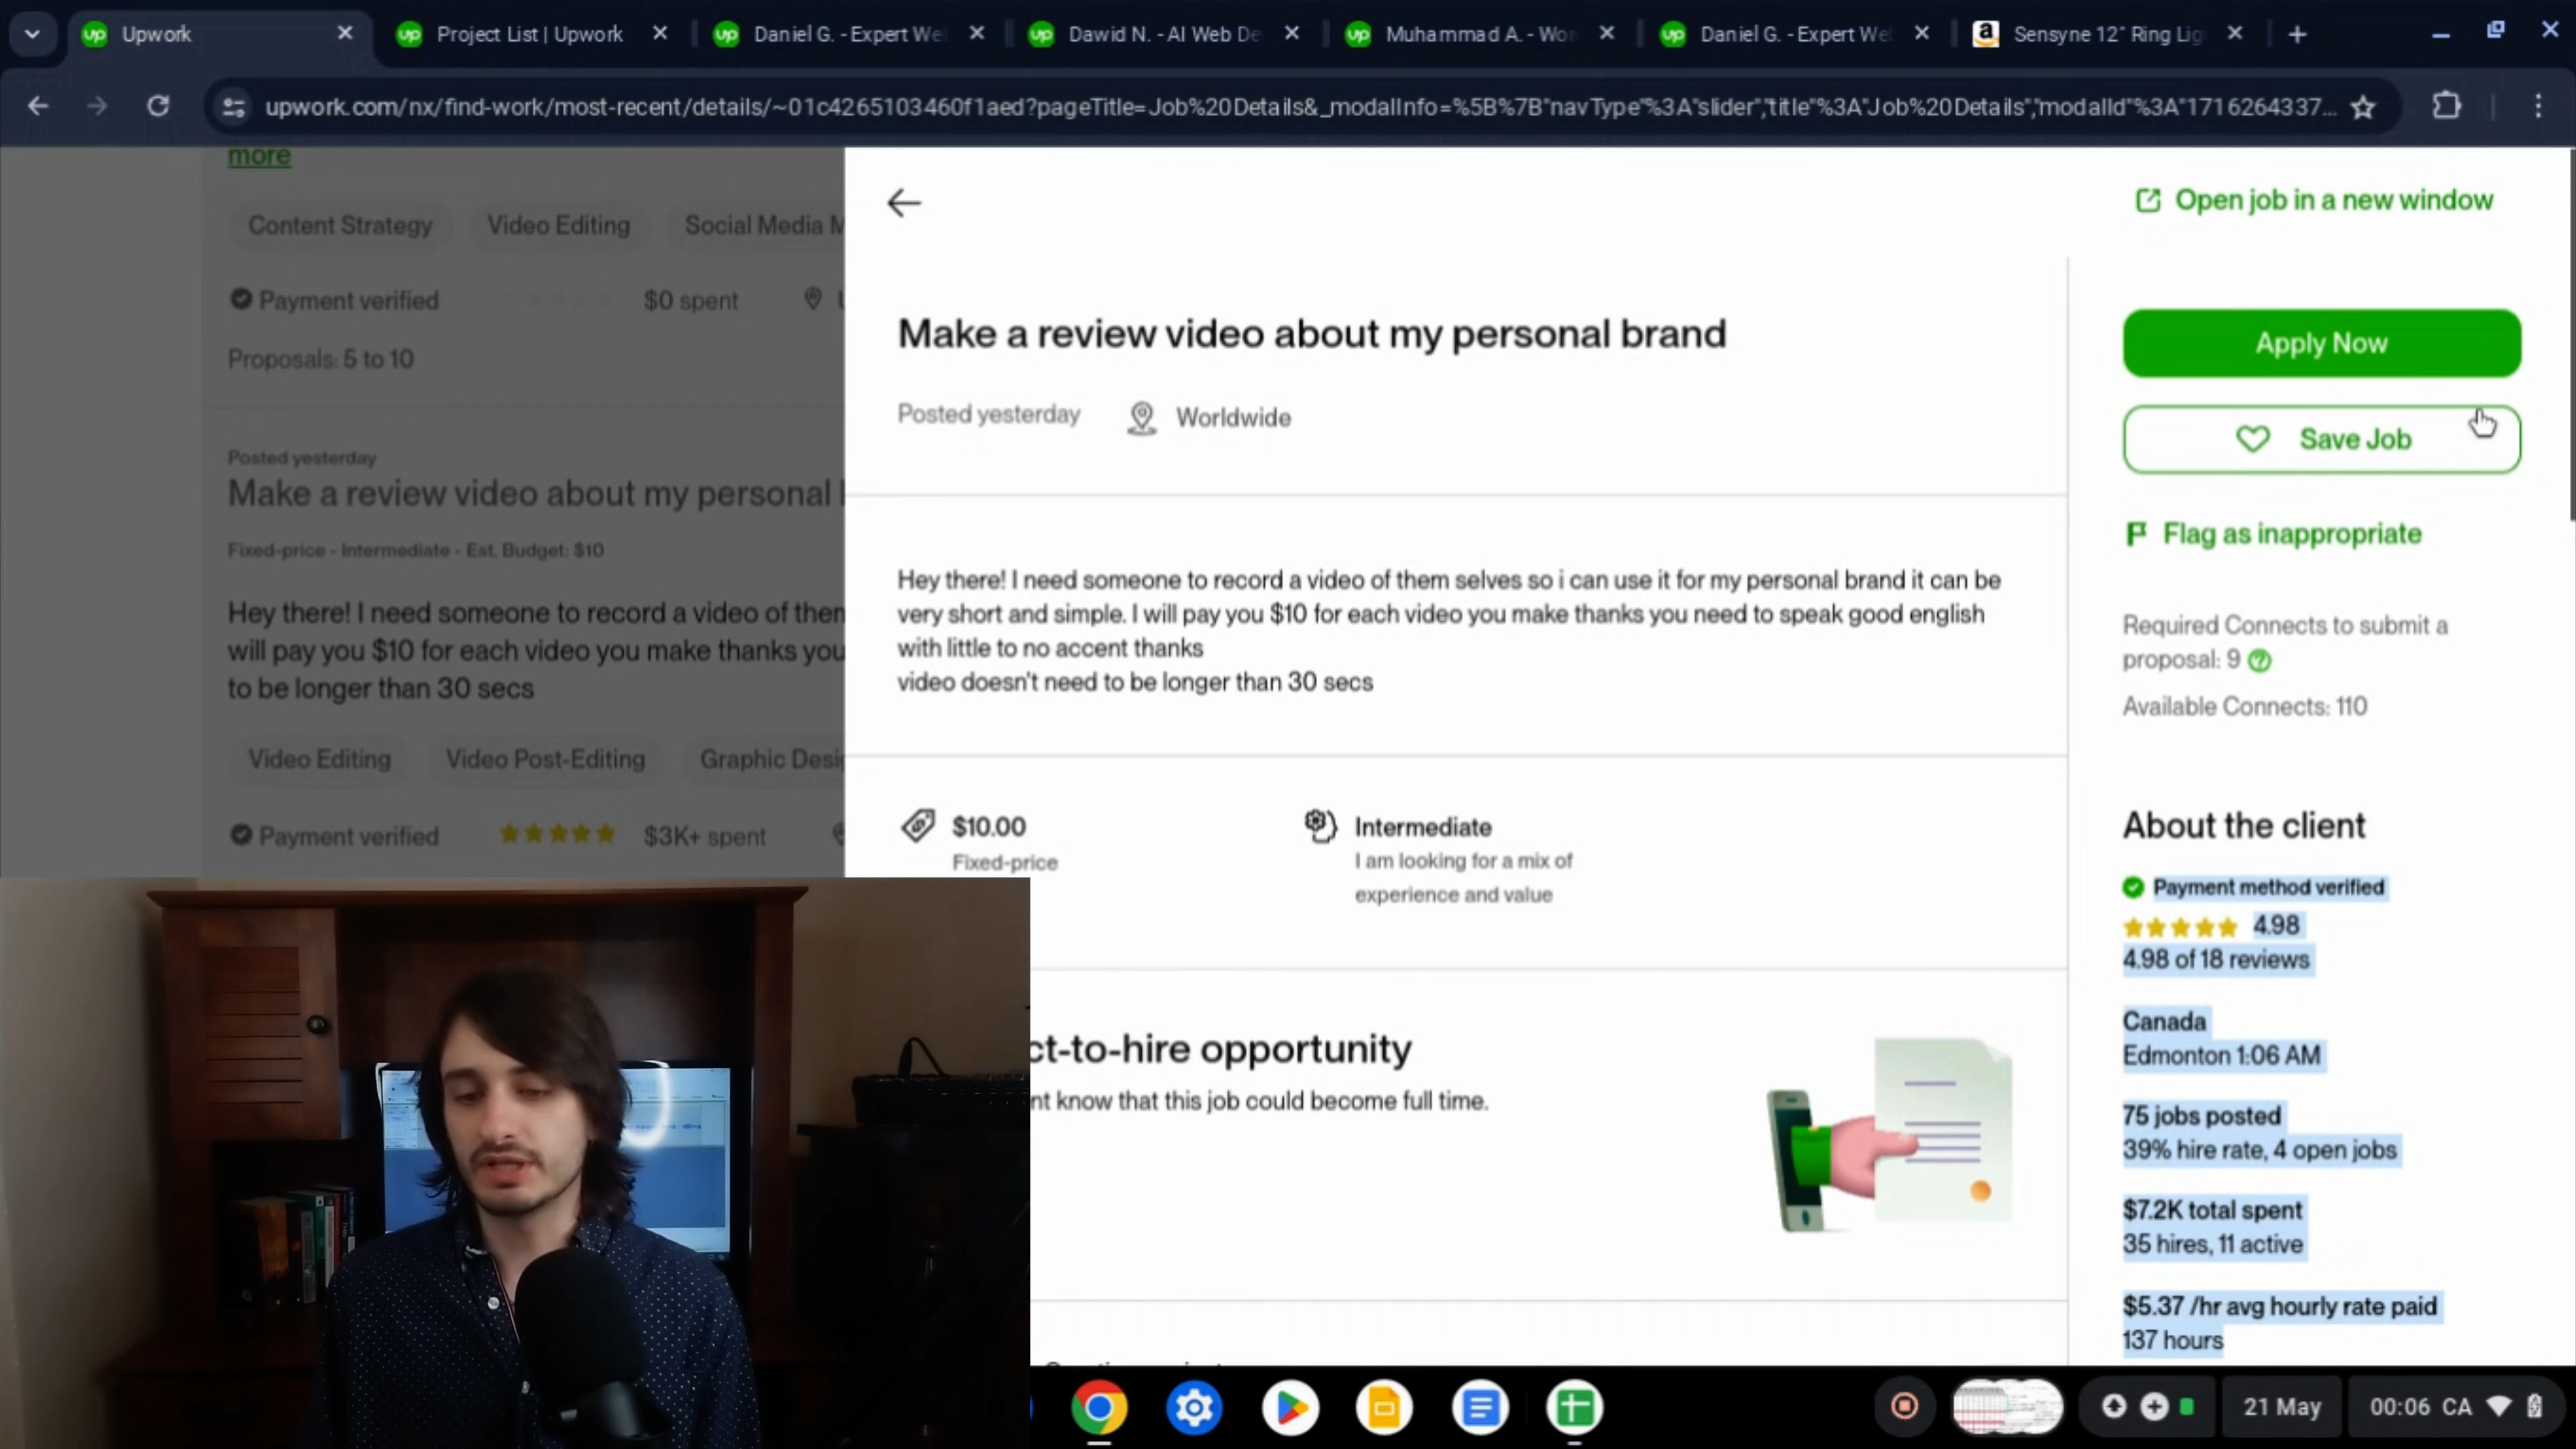 Upwork
Project List | Upwork
Daniel G. - Expert We
Dawid N. - AI Web De
Muhammad A. - Wor
Daniel G. - Expert We
Sensyne 12" Ring Lig
upwork.com/nx/find-work/most-recent/details/~01c4265103460f1aed?pageTitle=Job%20Details&_modalInfo=%5B%7B"navType"%3A"slider","title"%3A"Job%20Details","modalId"%3A"1716264337...
more
Content Strategy
Video Editing
Social Media M
Payment verified
$0 spent
Proposals: 5 to 10
Posted yesterday
Make a review video about my personal
Fixed-price - Intermediate - Est. Budget: $10
Hey there! I need someone to record a video of them
will pay you $10 for each video you make thanks you
to be longer than 30 secs
Video Editing
Video Post-Editing
Graphic Desi
Payment verified
$3K+ spent
Open job in a new window
Make a review video about my personal brand
Posted yesterday
Worldwide
Hey there! I need someone to record a video of them selves so i can use it for my personal brand it can be
very short and simple. I will pay you $10 for each video you make thanks you need to speak good english
with little to no accent thanks
video doesn't need to be longer than 30 secs
$10.00
Fixed-price
Intermediate
I am looking for a mix of
experience and value
ct-to-hire opportunity
nt know that this job could become full time.
Apply Now
Save Job
Flag as inappropriate
Required Connects to submit a
proposal: 9
Available Connects: 110
About the client
Payment method verified
4.98
4.98 of 18 reviews
Canada
Edmonton 1:06 AM
75 jobs posted
39% hire rate, 4 open jobs
$7.2K total spent
35 hires, 11 active
$5.37 /hr avg hourly rate paid
137 hours
21 May
00:06 CA